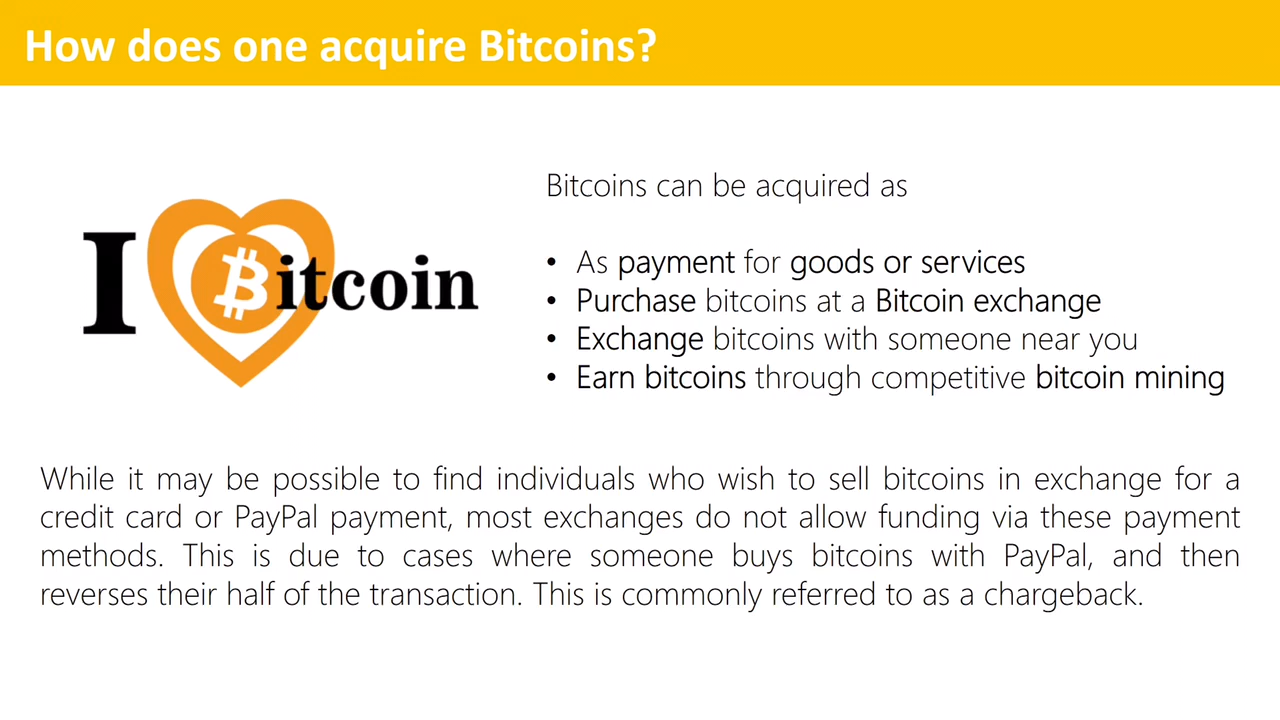 How does one acquire Bitcoins?
I Bitcoin
Bitcoins can be acquired as
• As payment for goods or services
• Purchase bitcoins at a Bitcoin exchange
• Exchange bitcoins with someone near you
• Earn bitcoins through competitive bitcoin mining
While it may be possible to find individuals who wish to sell bitcoins in exchange for a
credit card or PayPal payment, most exchanges do not allow funding via these payment
methods. This is due to cases where someone buys bitcoins with PayPal, and then
reverses their half of the transaction. This is commonly referred to as a chargeback.